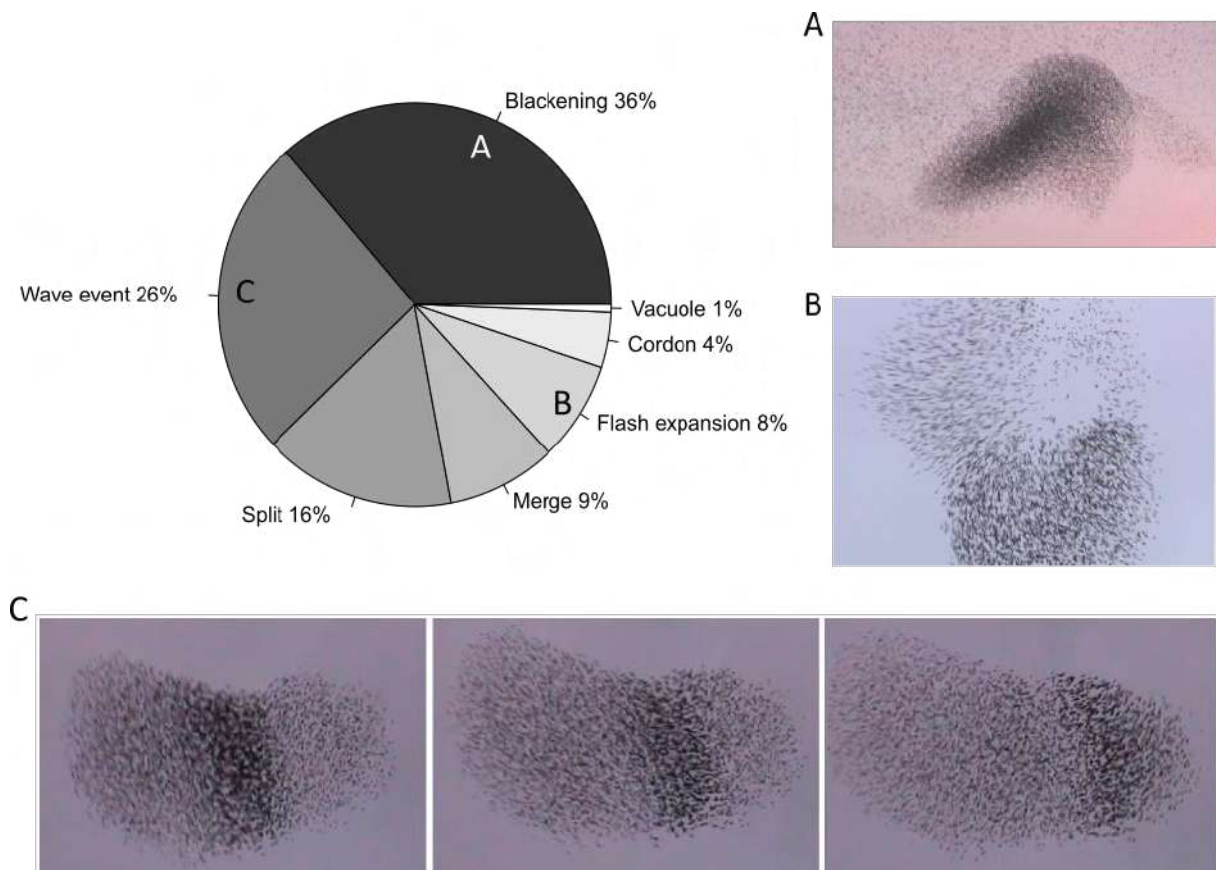 A
Blackening 36%
A
Wave event 26%
C
Vacuole 1%
B
Cordon 4%
B
Flash expansion 8%
Merge 9%
Split 16%
C